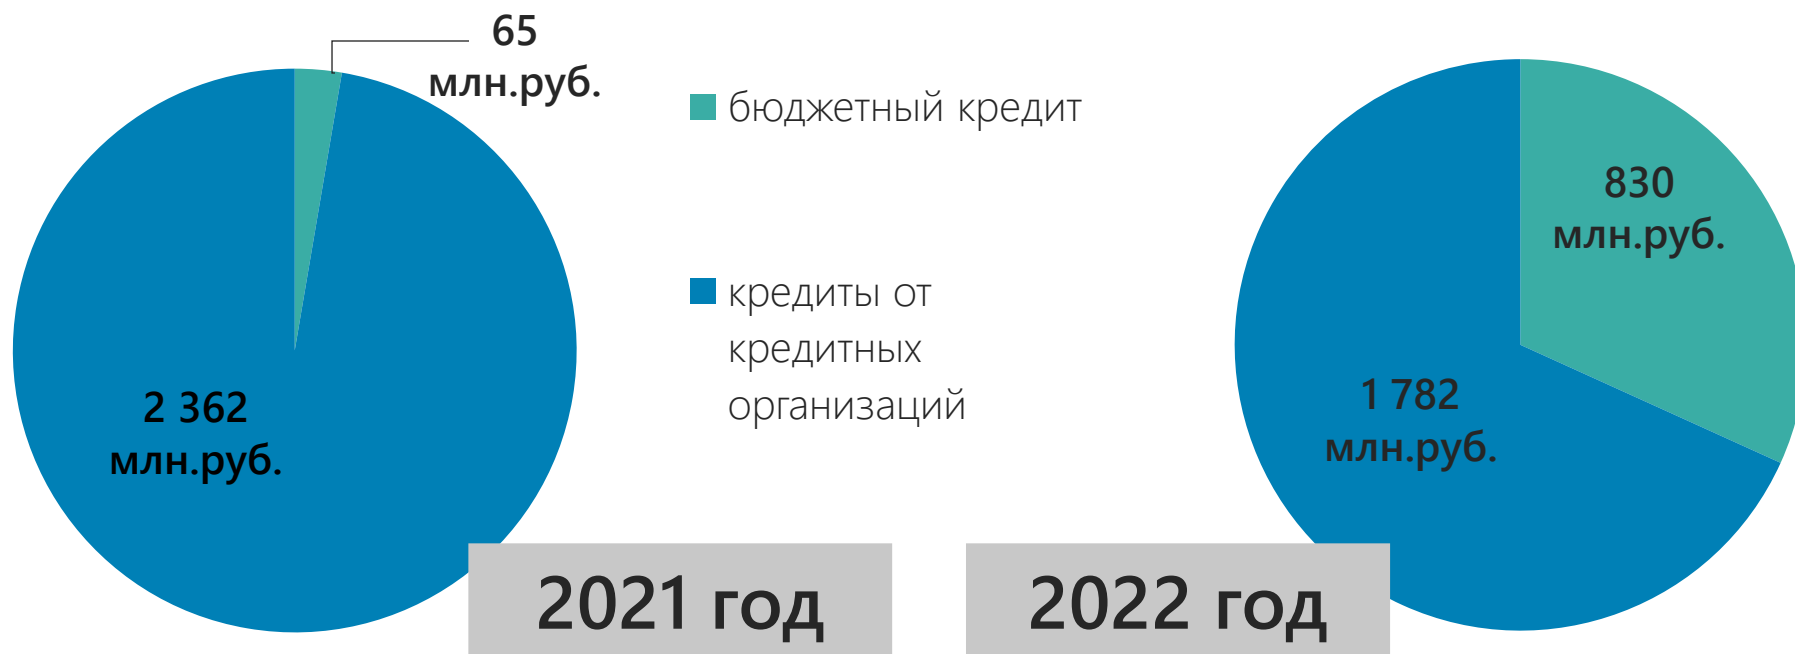 65
млн.руб.
2 362
млн.руб.
бюджетный кредит
кредиты от
кредитных
организаций
830
млн.руб.
1 782
млн.руб.
2021 год
2022 год